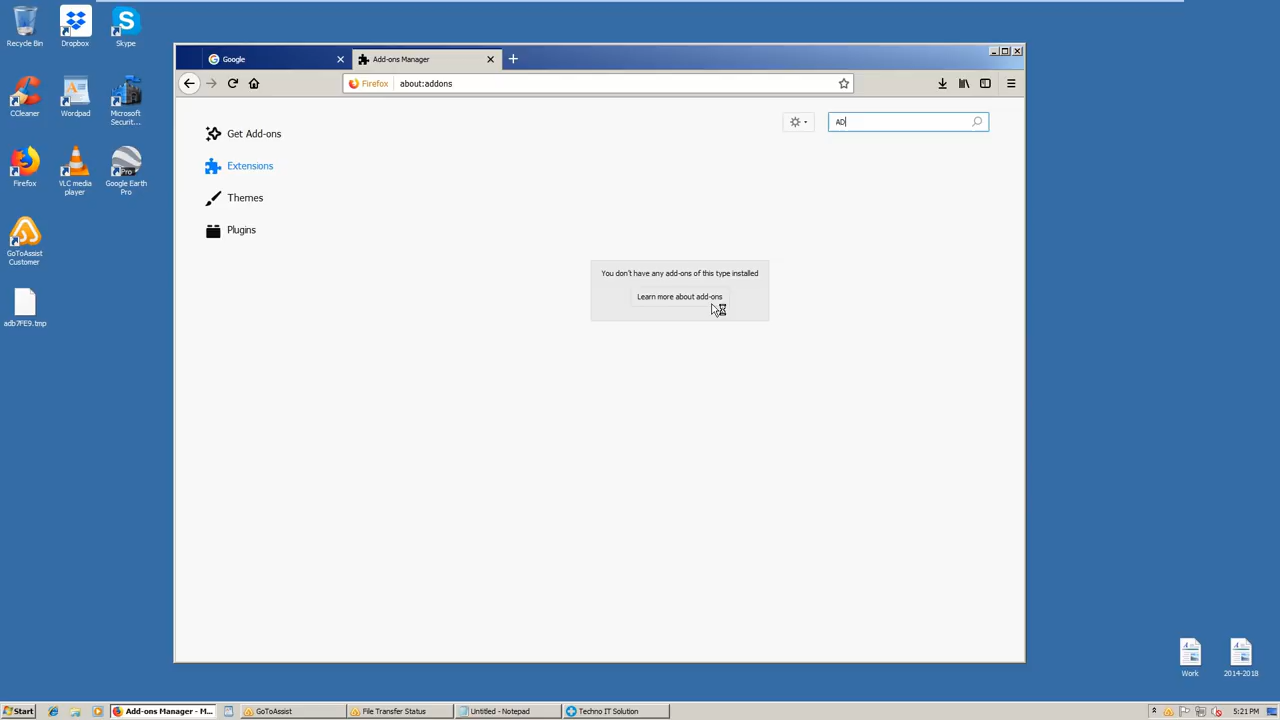 Recycle Bin
Dropbox
Skype
CCleaner
Wordpad
Microsoft
Securit...
Firefox
VLC media
player
Google Earth
Pro
GoToAssist
Customer
adb7FE9.tmp
Google
Add-ons Manager
Firefox
about:addons
Get Add-ons
Extensions
Themes
Plugins
AD
You don't have any add-ons of this type installed
Learn more about add-ons
Work
2014-2018
Start
Add-ons Manager - M...
GoToAssist
File Transfer Status
Untitled - Notepad
Techno IT Solution
5:21 PM